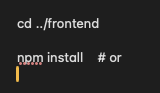 cd ../frontend
npm install # or